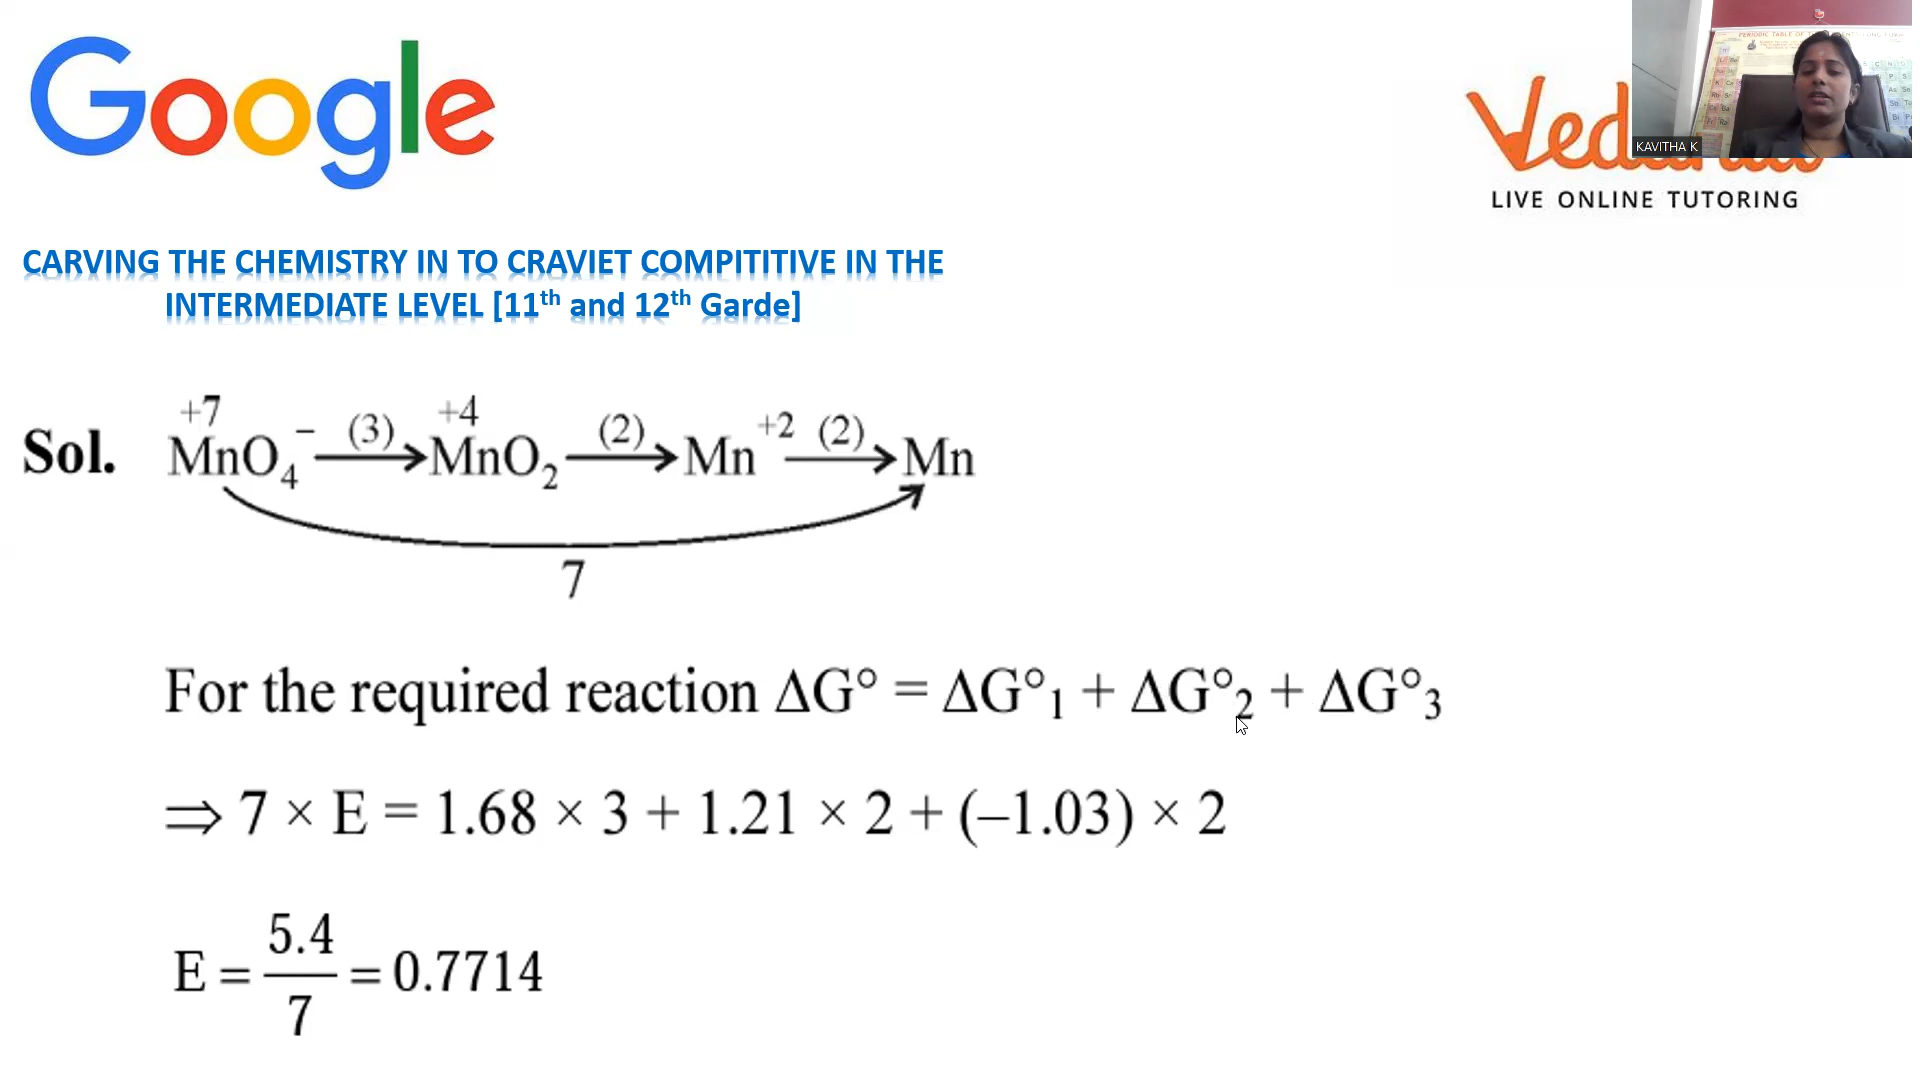 Google
LIVE ONLINE TUTORING
KAVITHA K
CARVING THE CHEMISTRY IN TO CRAVIET COMPITITIVE IN THE
INTERMEDIATE LEVEL [11th and 12th Garde]
Sol. +7 MnO4⁻ (3)→ +4 MnO2 (2)→ Mn+2 (2)→ Mn
7
For the required reaction ΔG° = ΔG°1 + ΔG°2 + ΔG°3
⇒ 7 × E = 1.68 × 3 + 1.21 × 2 + (–1.03) × 2
E = 5.4/7 = 0.7714